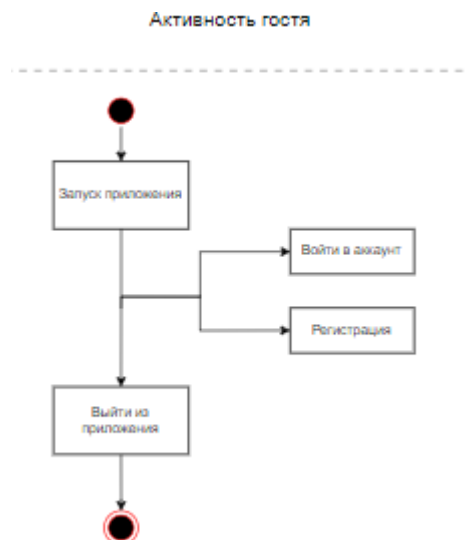 Активность гостя
Запуск приложения
Войти в аккаунт
Регистрация
Выйти из
приложения